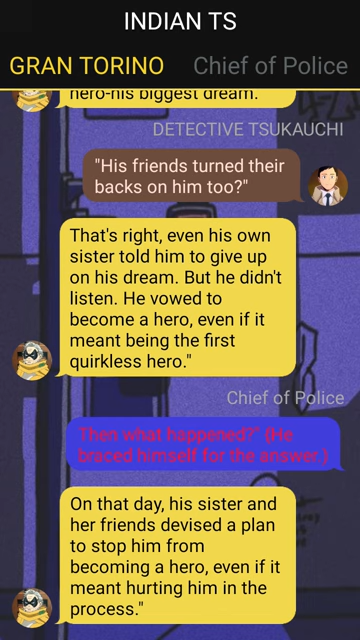 INDIAN TS
GRAN TORINO
Chief of Police
nero-his biggest dream.
DETECTIVE TSUKAUCHI
"His friends turned their
backs on him too?"
That's right, even his own
sister told him to give up
on his dream. But he didn't
listen. He vowed to
become a hero, even if it
meant being the first
quirkless hero."
Chief of Police
Then what happened?" (He
braced himself for the answer.)
On that day, his sister and
her friends devised a plan
to stop him from
becoming a hero, even if it
meant hurting him in the
process."